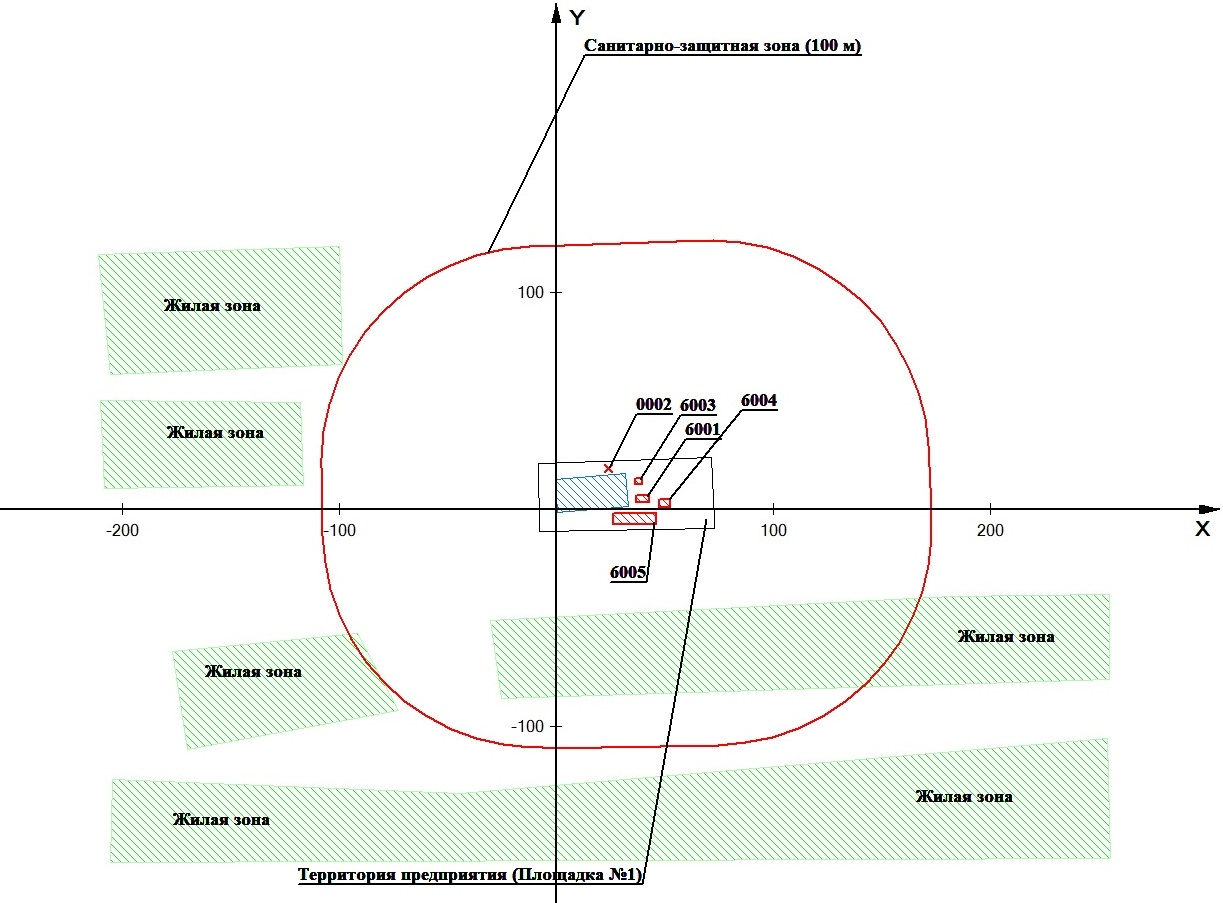 Y
Санитарно-защитная зона (100 м)
100
Жилая зона
0002
6003
6004
6001
Жилая зона
-200
-100
100
200
X
6005
Жилая зона
Жилая зона
-100
Жилая зона
Жилая зона
Территория предприятия (Площадка №1)